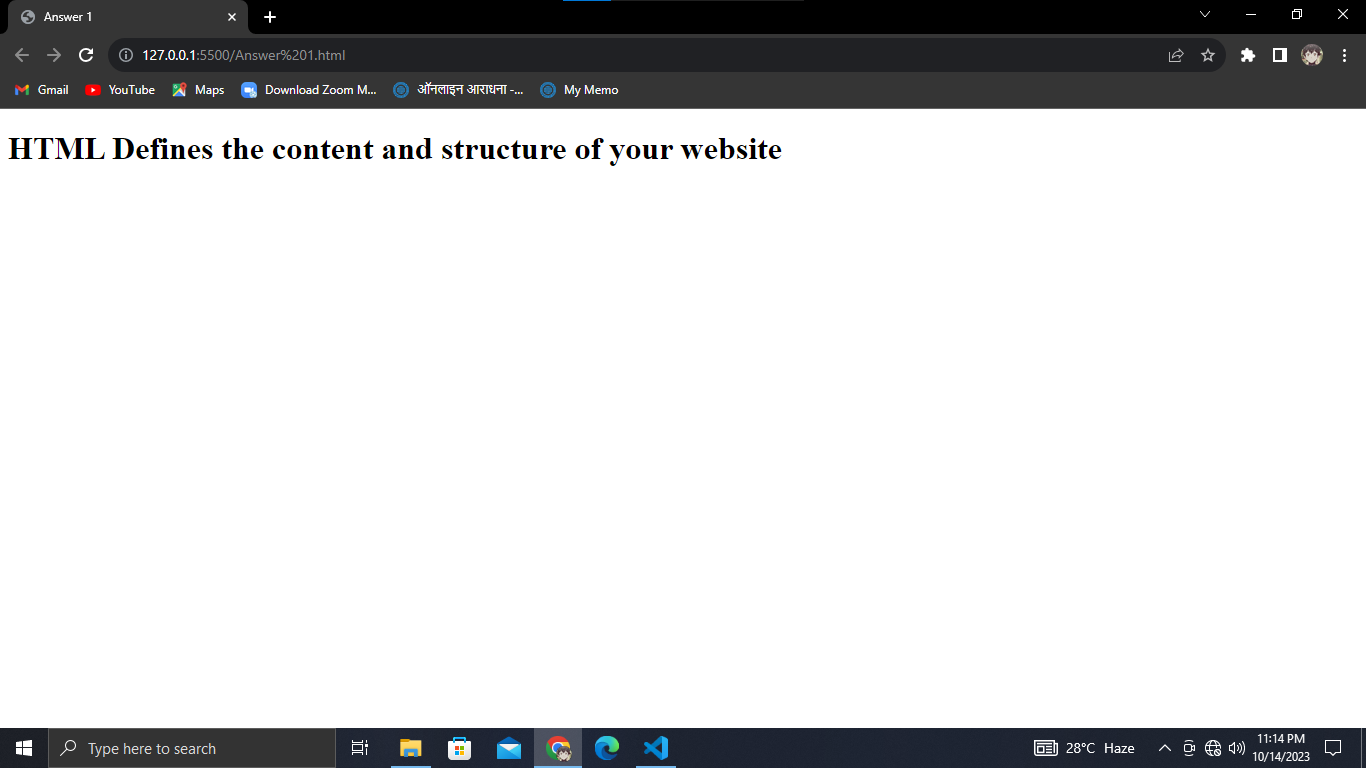 Answer 1
127.0.0.1:5500/Answer%201.html
Gmail YouTube Maps Download Zoom M... ऑनलाइन आराधना -... My Memo
HTML Defines the content and structure of your website
Type here to search 28°C Haze 11:14 PM
10/14/2023